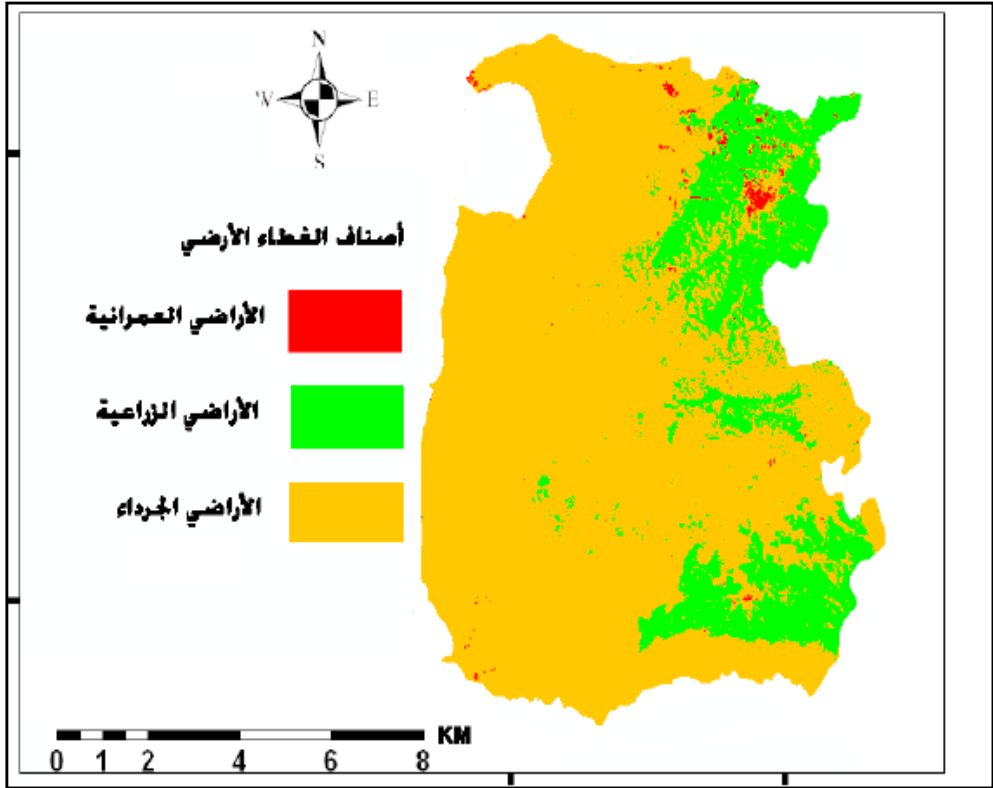 N
W E
S
أصناف الغطاء الأرضي
الأراضي العمرانية
الأراضي الزراعية
الأراضي الجرداء
KM
0 1 2 4 6 8